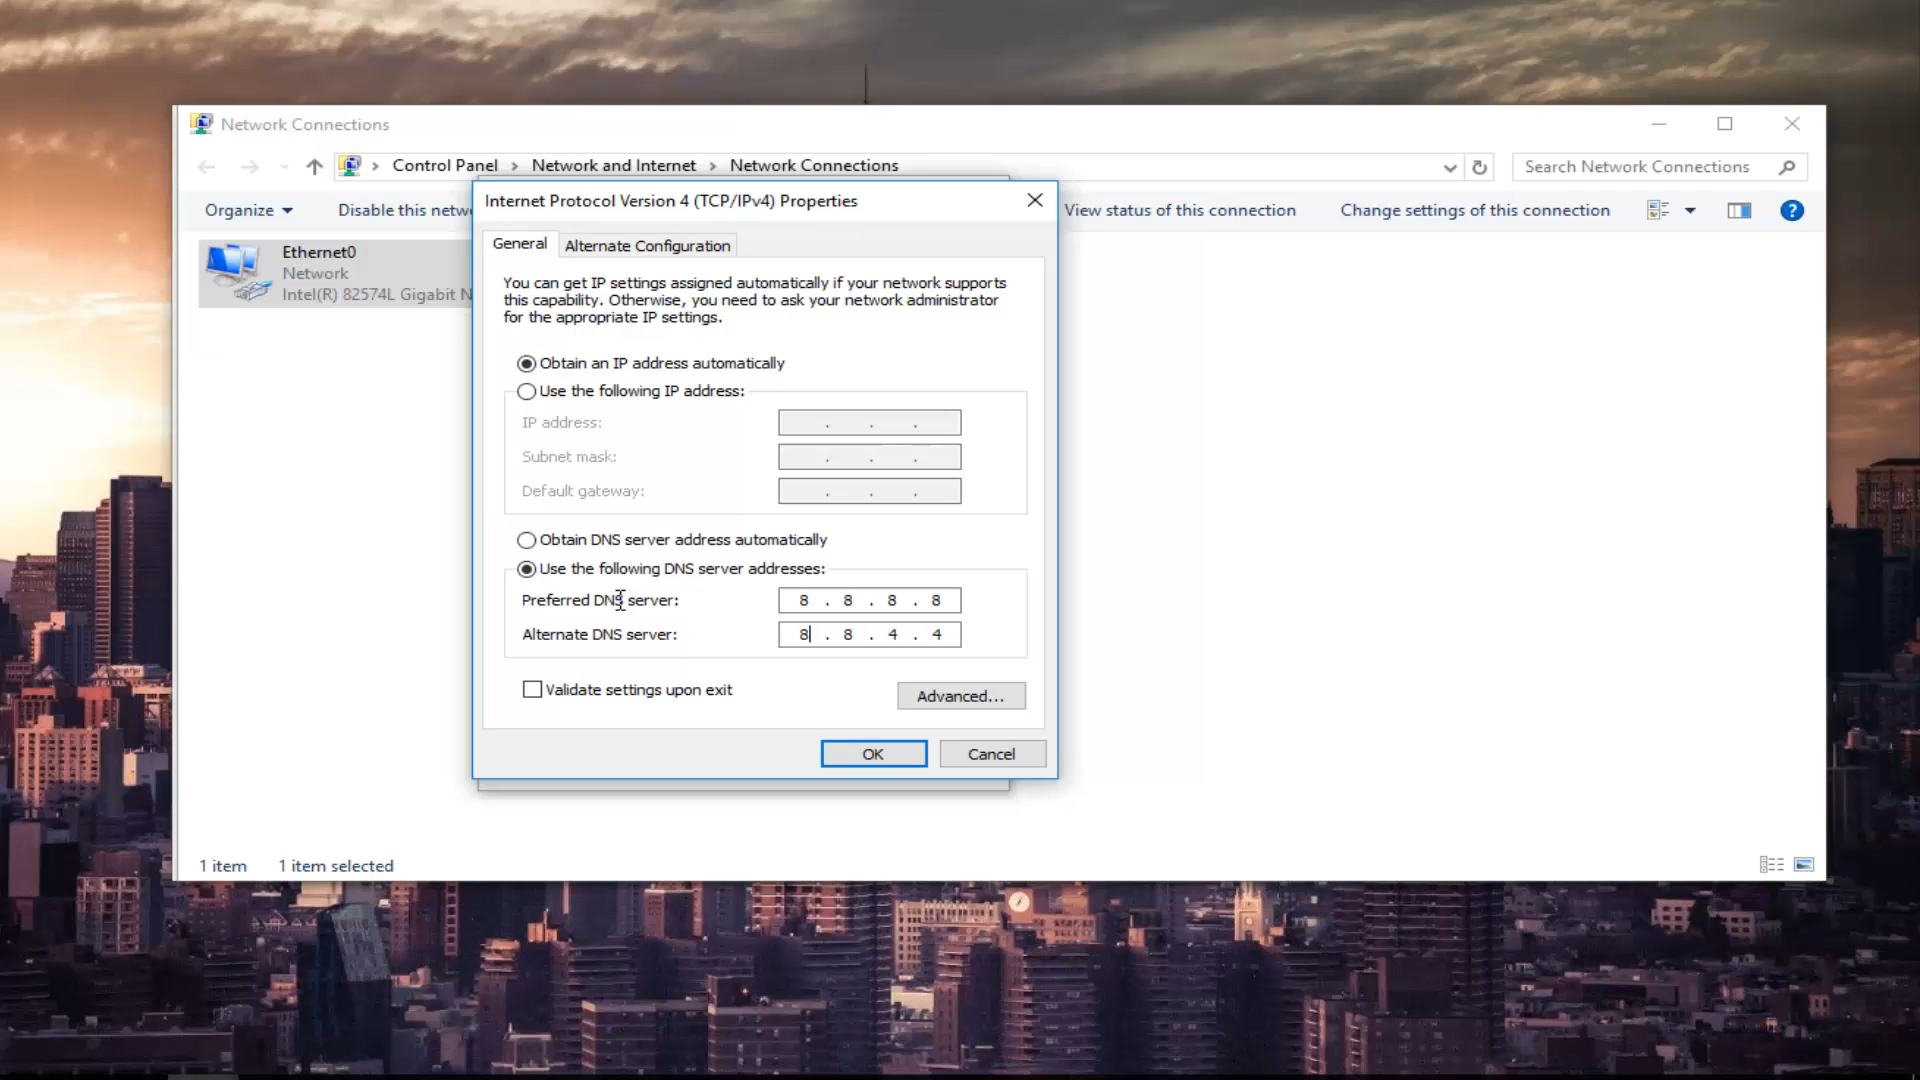 Network Connections
Control Panel > Network and Internet > Network Connections
Search Network Connections
Organize
Disable this netw
View status of this connection
Change settings of this connection
Ethernet0
Network
Intel(R) 82574L Gigabit N
Internet Protocol Version 4 (TCP/IPv4) Properties
General
Alternate Configuration
You can get IP settings assigned automatically if your network supports
this capability. Otherwise, you need to ask your network administrator
for the appropriate IP settings.
Obtain an IP address automatically
Use the following IP address:
IP address: . . .
Subnet mask: . . .
Default gateway: . . .
Obtain DNS server address automatically
Use the following DNS server addresses:
Preferred DNS server: 8 . 8 . 8 . 8
Alternate DNS server: 8 . 8 . 4 . 4
Validate settings upon exit
Advanced...
OK
Cancel
1 item
1 item selected